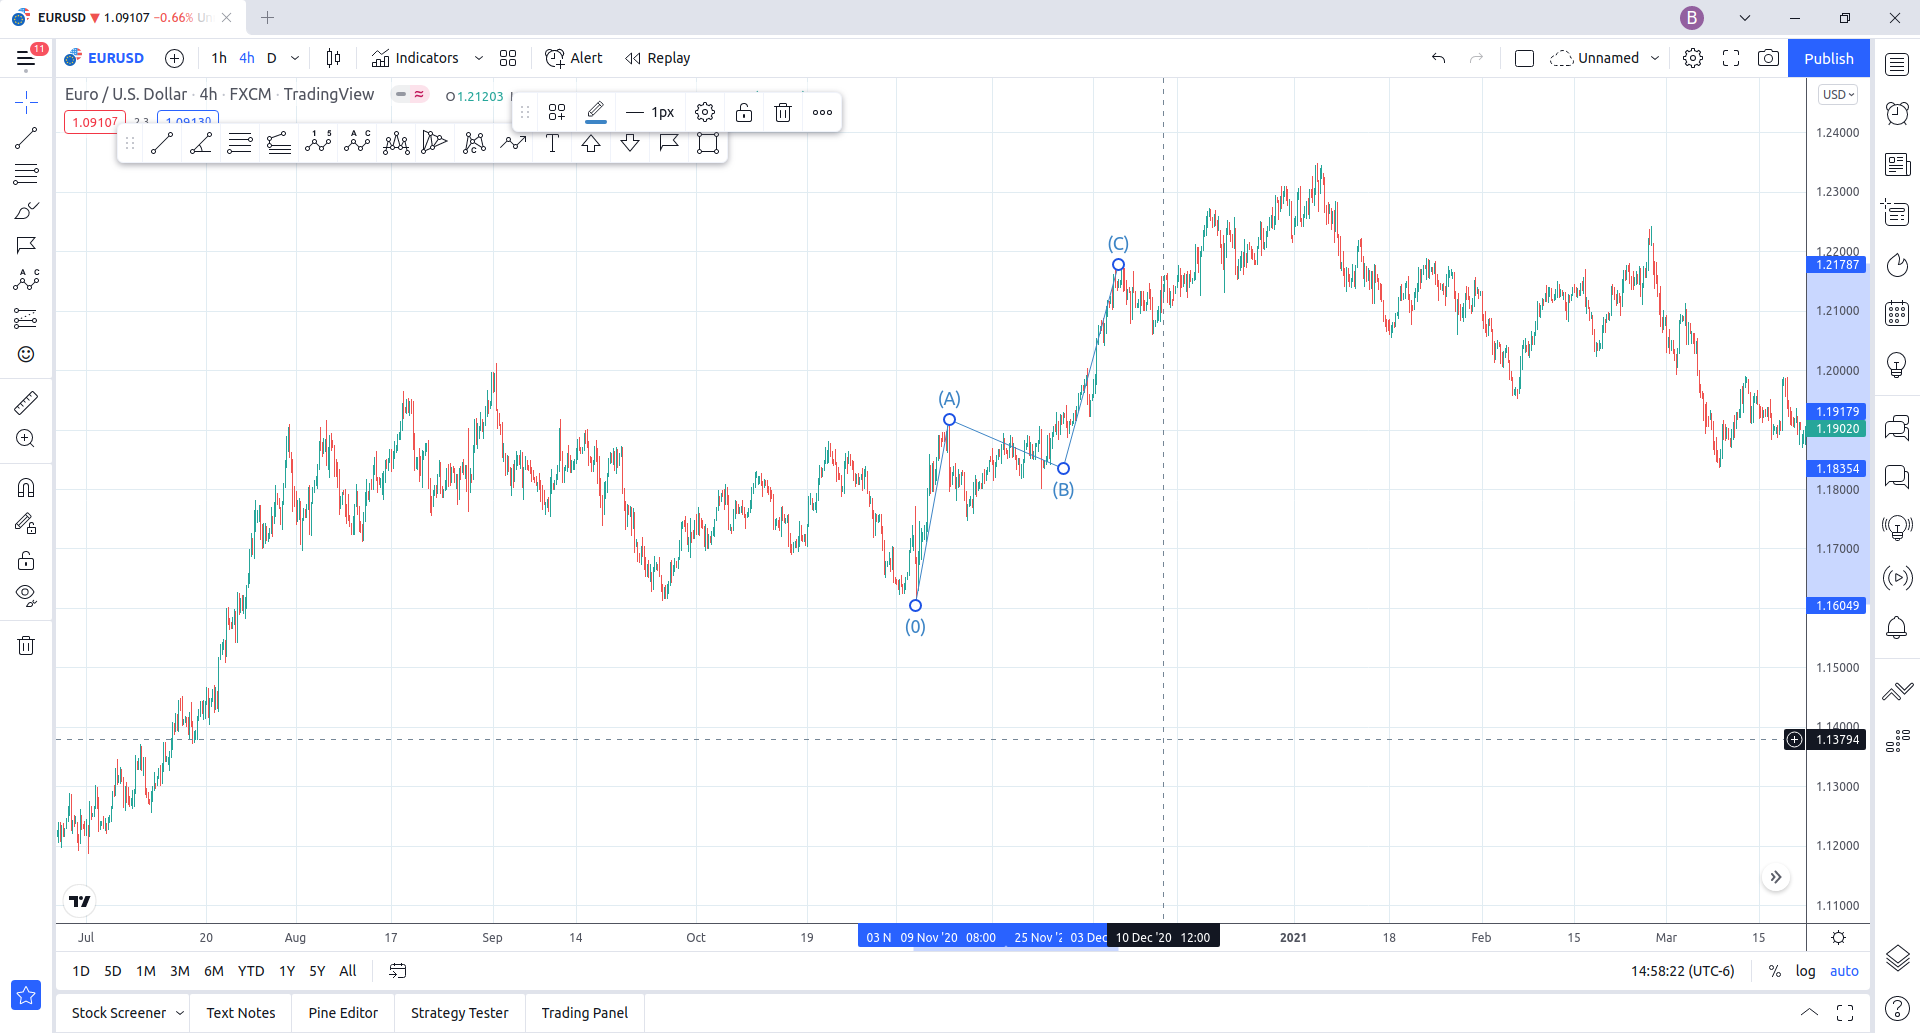 EURUSD ▼ 1.09107 −0.66%
B
11
EURUSD
1h 4h D
Indicators
Alert
Replay
Unnamed
Publish
Euro / U.S. Dollar · 4h · FXCM · TradingView
O1.21203
1px
USD
1.09107
2.3
1.09130
1 5
A C
C
T
A C
1.24000
1.23000
1.22000
1.21787
1.21000
1.20000
1.19179
1.19020
1.18354
1.18000
1.17000
1.16049
1.15000
1.14000
1.13794
1.13000
1.12000
1.11000
(C)
(A)
(B)
(0)
Jul 20 Aug 17 Sep 14 Oct 19 03 N 09 Nov '20 08:00 25 Nov '2 03 Dec 10 Dec '20 12:00 2021 18 Feb 15 Mar 15
1D 5D 1M 3M 6M YTD 1Y 5Y All
14:58:22 (UTC-6) % log auto
Stock Screener Text Notes Pine Editor Strategy Tester Trading Panel